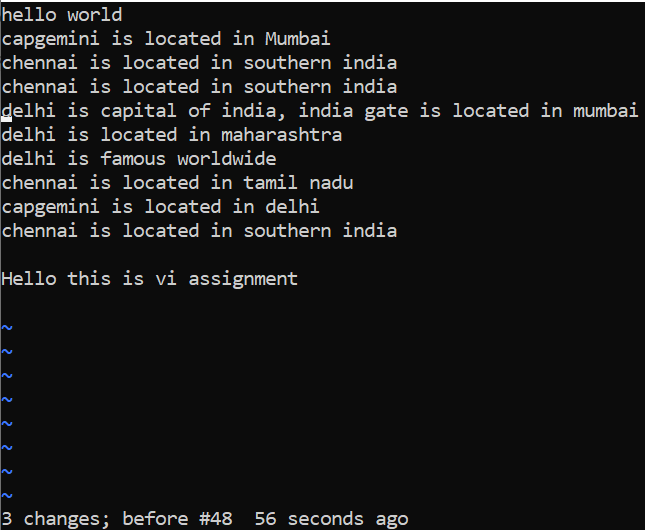 hello world
capgemini is located in Mumbai
chennai is located in southern india
chennai is located in southern india
delhi is capital of india, india gate is located in mumbai
delhi is located in maharashtra
delhi is famous worldwide
chennai is located in tamil nadu
capgemini is located in delhi
chennai is located in southern india

Hello this is vi assignment

~
~
~
~
~
~
~
~
3 changes; before #48  56 seconds ago